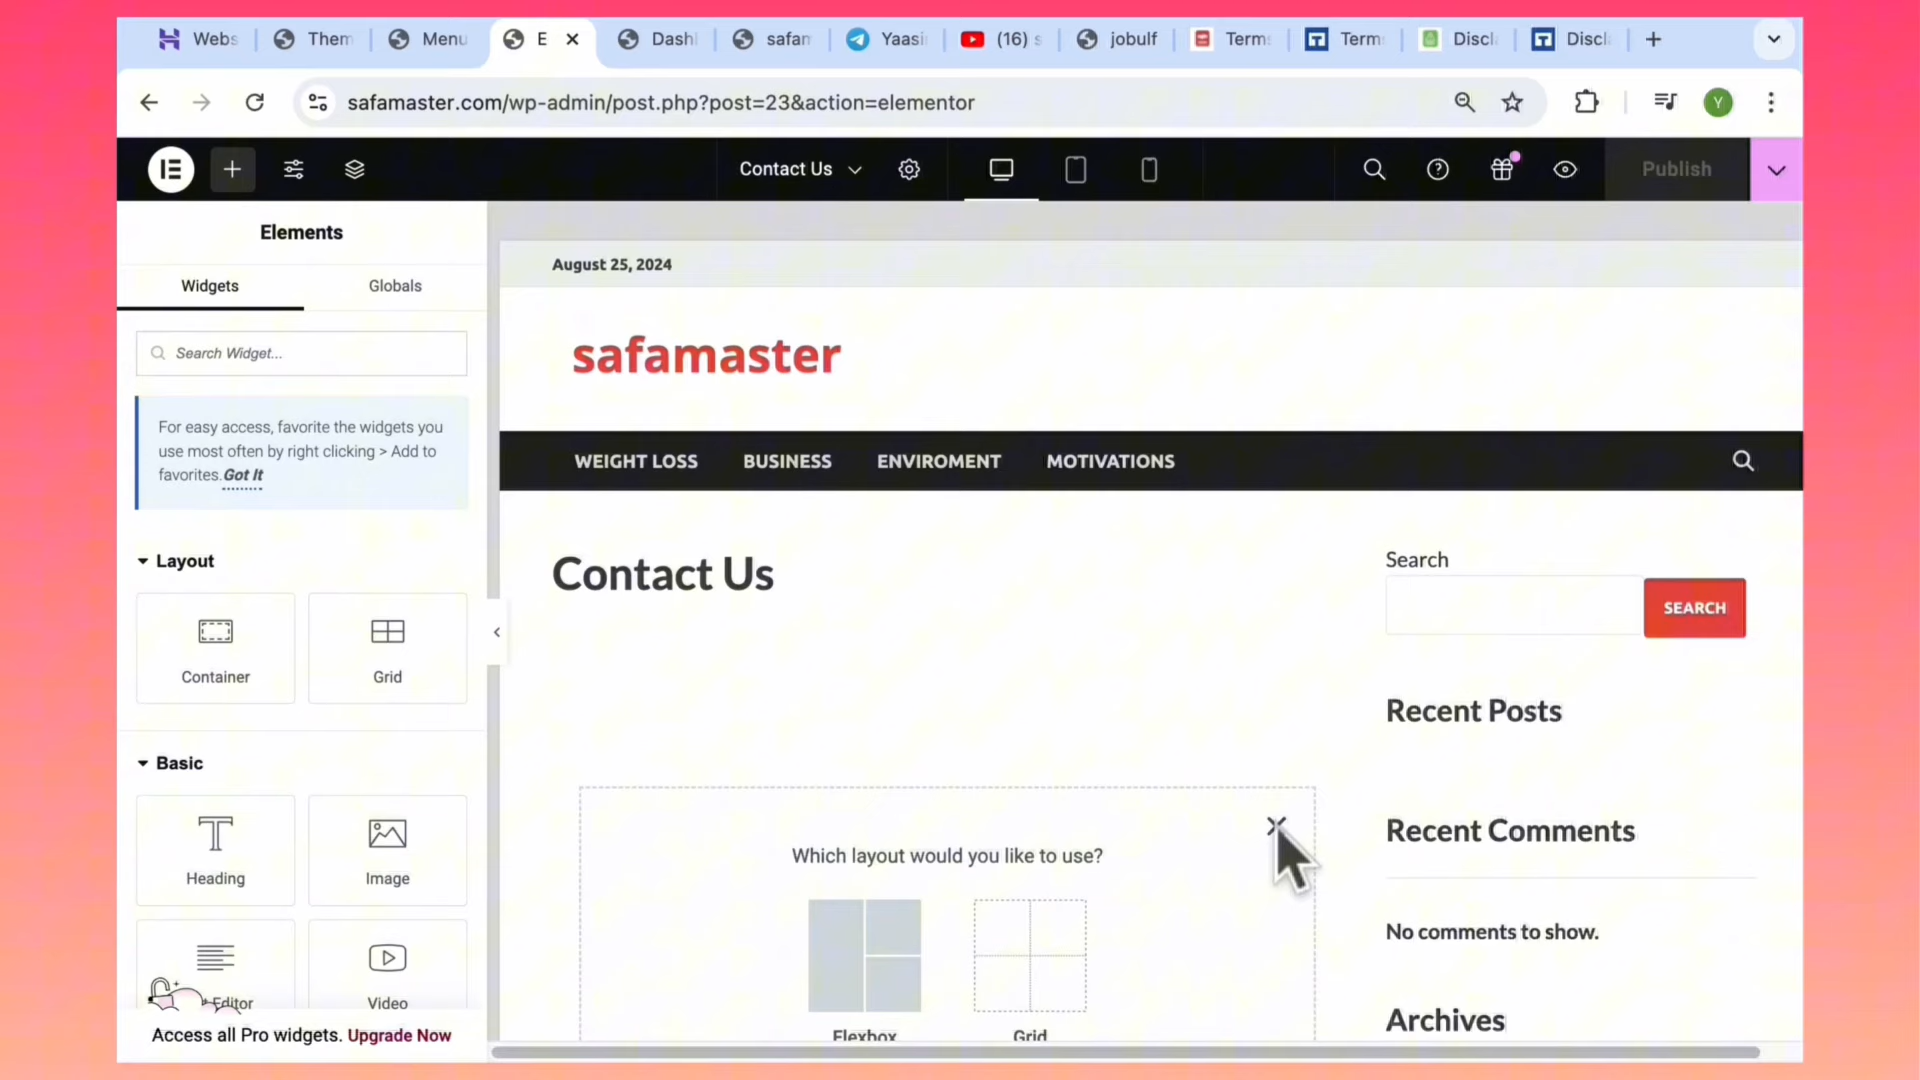 Webs
Them
Menu
E
Dash
safam
Yaasi
(16) s
jobulf
Term
Term
Discl
Discl
safamaster.com/wp-admin/post.php?post=23&action=elementor
Y
Contact Us
Publish
Elements
Widgets
Globals
Search Widget...
For easy access, favorite the widgets you
use most often by right clicking > Add to
favorites. Got It
Layout
Container
Grid
Basic
Heading
Image
Editor
Video
Access all Pro widgets. Upgrade Now
August 25, 2024
safamaster
WEIGHT LOSS
BUSINESS
ENVIROMENT
MOTIVATIONS
Contact Us
Which layout would you like to use?
Flexbox
Grid
Search
SEARCH
Recent Posts
Recent Comments
No comments to show.
Archives